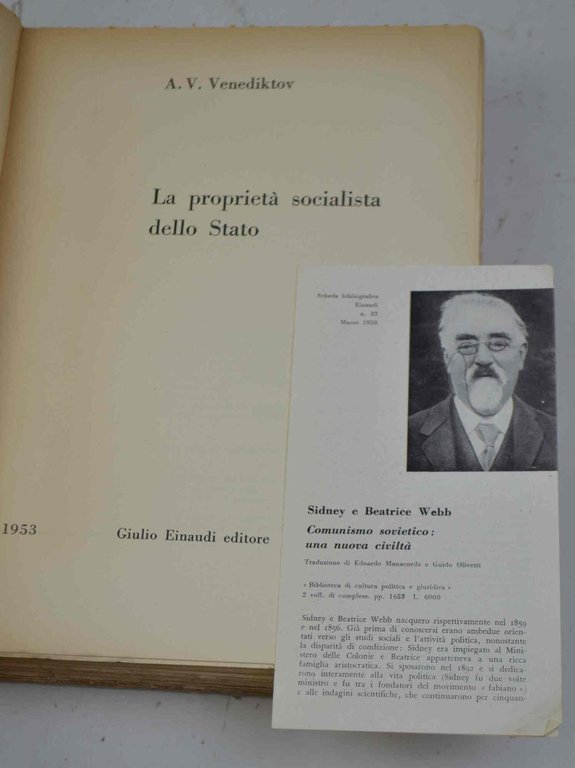 A. V. Venediktov
La proprietà socialista
dello Stato
1953
Giulio Einaudi editore
Scheda bibliografica
Einaudi
n. 32
Marzo 1950
Sidney e Beatrice Webb
Comunismo sovietico:
una nuova civiltà
Traduzione di Edoardo Manacorda e Guido Olivetti
« Biblioteca di cultura politica e giuridica »
2 voll. di compless. pp. 1653 L. 6000
Sidney e Beatrice Webb nacquero rispettivamente nel 1859
e nel 1856. Già prima di conoscersi erano ambedue orien-
tati verso gli studi sociali e l'attività politica, nonostante
la disparità di condizione: Sidney era impiegato al Mini-
stero delle Colonie e Beatrice apparteneva a una ricca
famiglia aristocratica. Si sposarono nel 1892 e si dedica-
rono interamente alla vita politica (Sidney fu due volte
ministro e fu tra i fondatori del movimento « fabiano »)
e alle indagini scientifiche, che continuarono per cinquan-